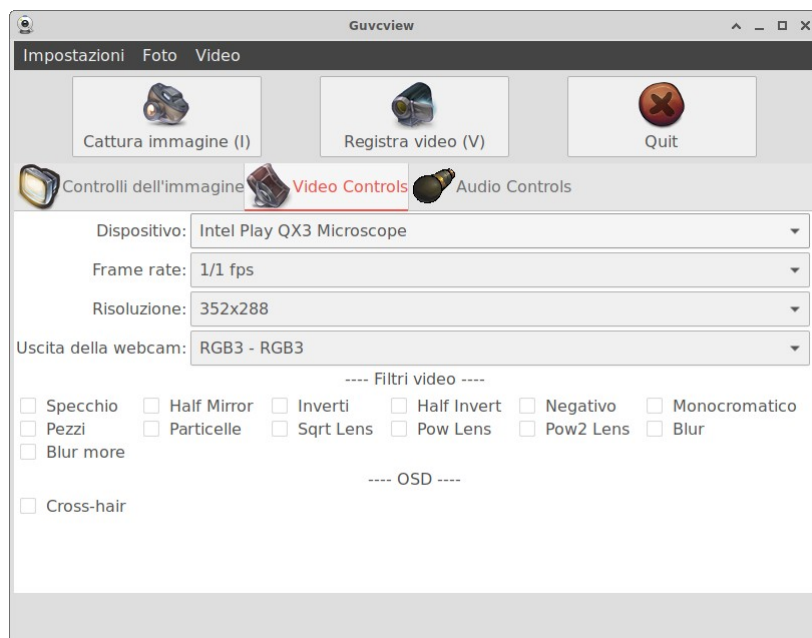 Guvcview
Impostazioni Foto Video
Cattura immagine (I) Registra video (V) Quit
Controlli dell'immagine Video Controls Audio Controls
Dispositivo: Intel Play QX3 Microscope
Frame rate: 1/1 fps
Risoluzione: 352x288
Uscita della webcam: RGB3 - RGB3
---- Filtri video ----
Specchio Half Mirror Inverti Half Invert Negativo Monocromatico
Pezzi Particelle Sqrt Lens Pow Lens Pow2 Lens Blur
Blur more
---- OSD ----
Cross-hair